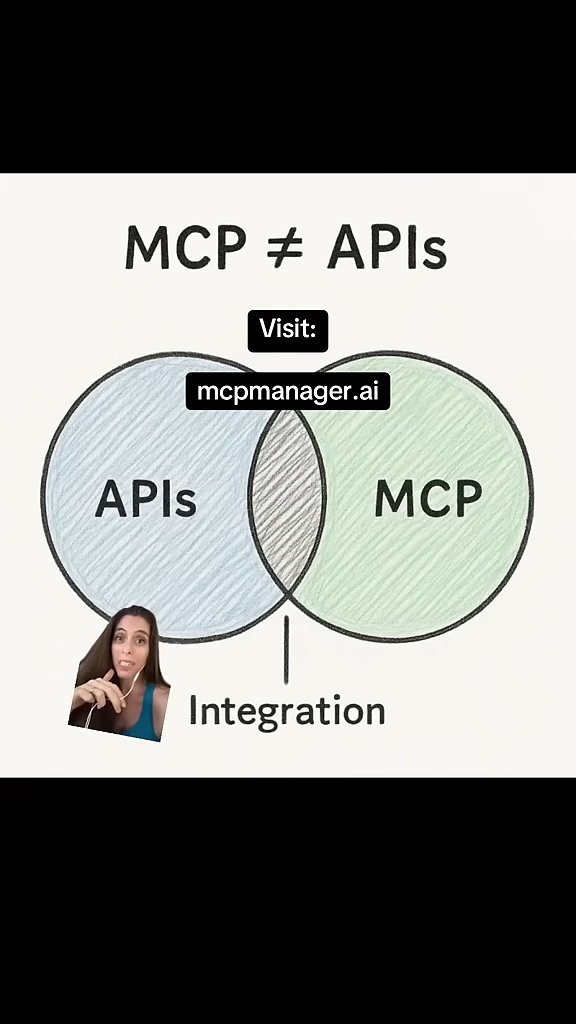 MCP ≠ APIs
Visit:
mcpmanager.ai
APIs
MCP
Integration